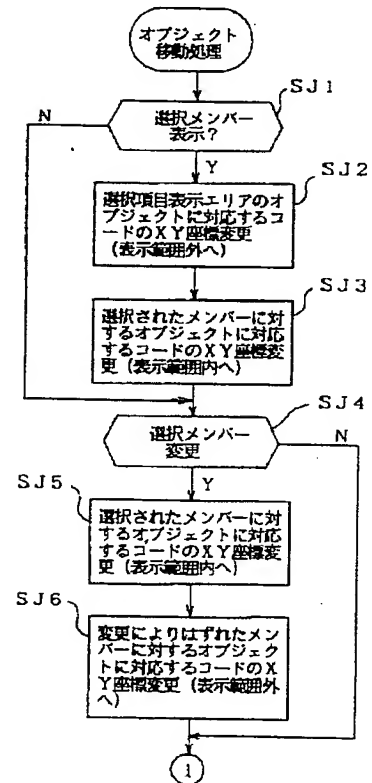 オブジェクト
移動処理
SJ1
選択メンバー
表示?
N
Y
SJ2
選択項目表示エリアのオ
ブジェクトに対応するコ
ードのXY座標変更
(表示範囲外へ)
SJ3
選択されたメンバーに対
するオブジェクトに対応
するコードのXY座標変
更(表示範囲内へ)
SJ4
選択メンバー
変更
N
Y
SJ5
選択されたメンバーに対
するオブジェクトに対応
するコードのXY座標変
更(表示範囲内へ)
SJ6
変更によりはずれたメン
バーに対するオブジェク
トに対応するコードのX
Y座標変更(表示範囲外
へ)
1